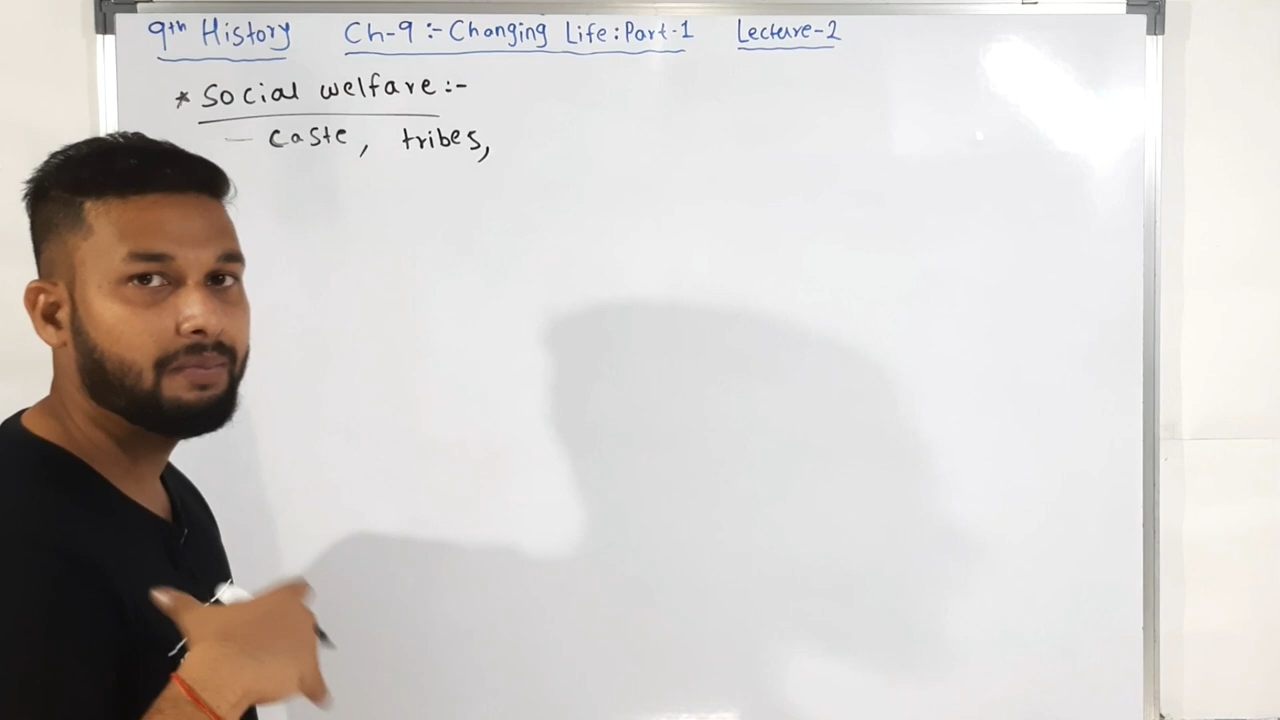 9th History Ch-9 :- Changing Life : Part-1 Lecture-2
* Social welfare :-
- caste, tribes,